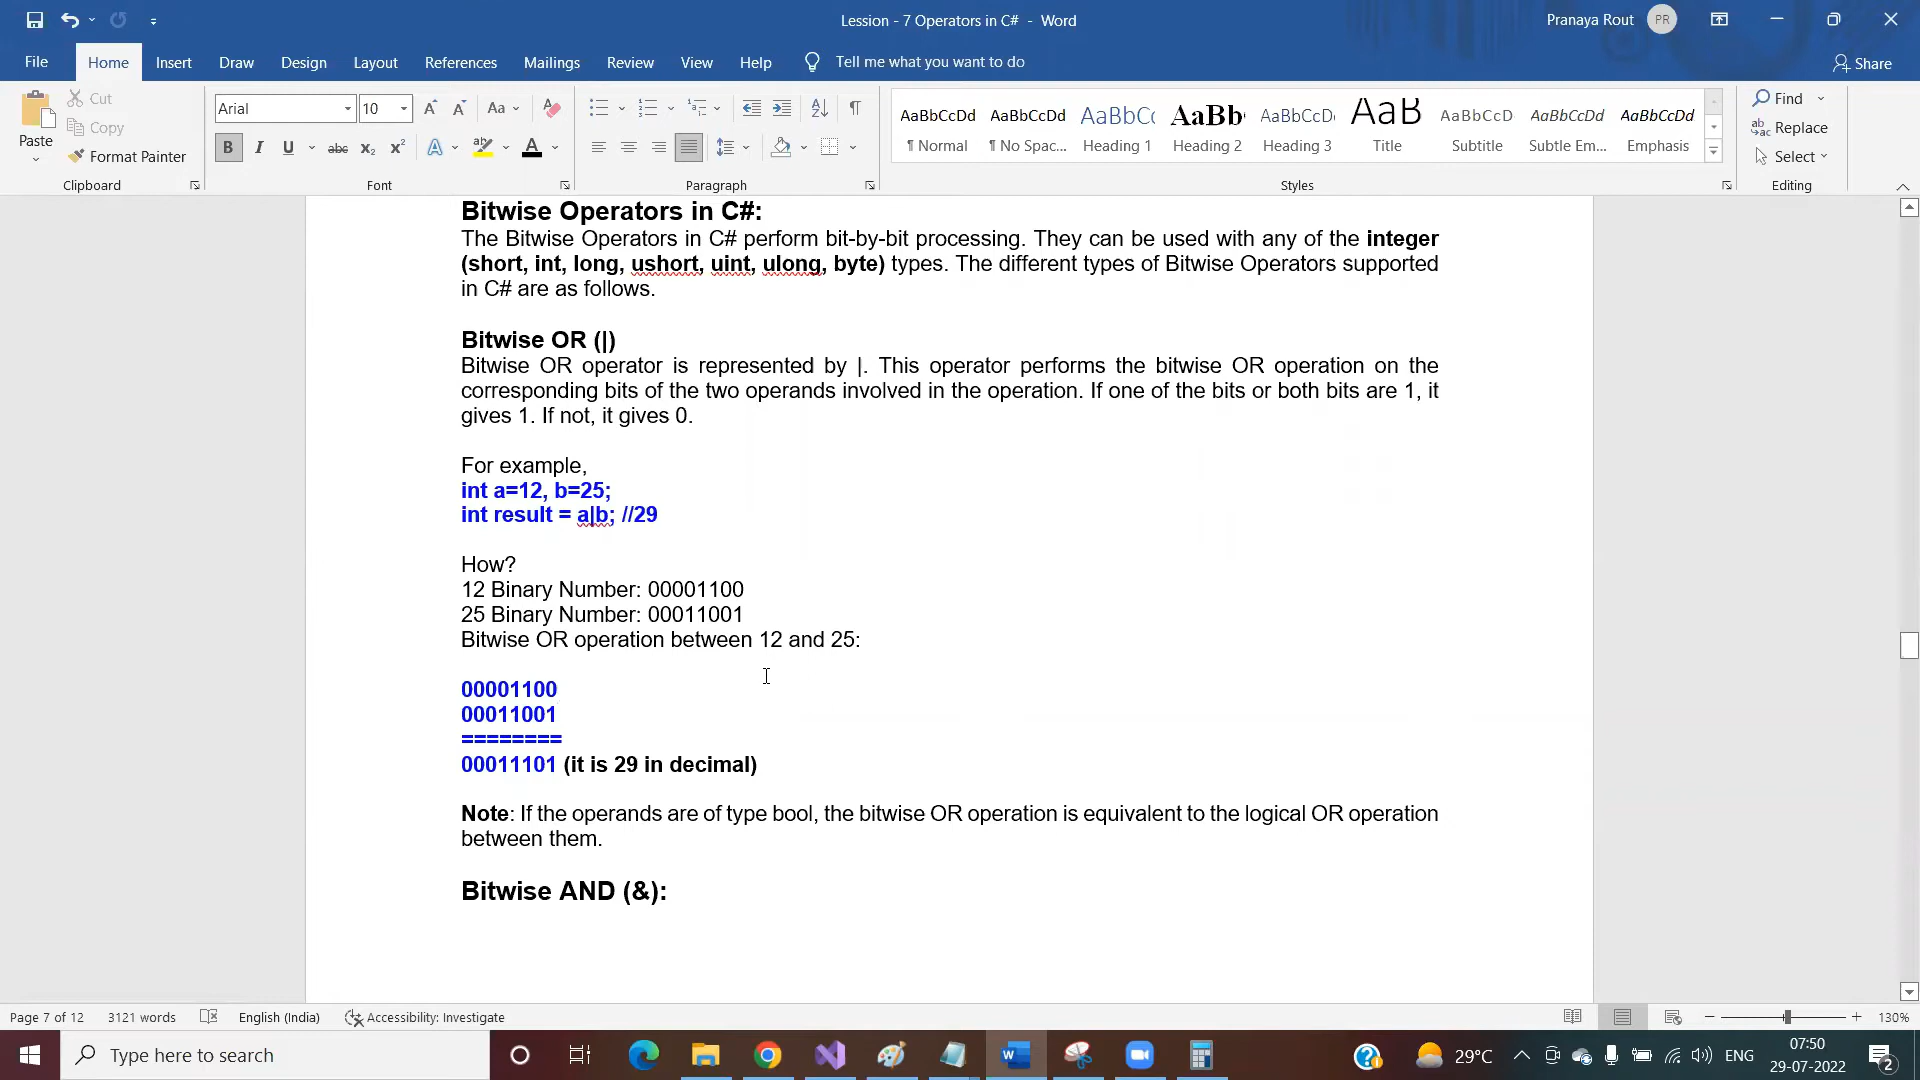 Lession - 7 Operators in C# - Word
Pranaya Rout PR
File Home Insert Draw Design Layout References Mailings Review View Help Tell me what you want to do Share
Paste
Cut
Copy
Format Painter
Clipboard
Arial 10
Font
Paragraph
AaBbCcDd AaBbCcDd AaBbCc AaBb AaBbCcD AaB AaBbCcD AaBbCcDd AaBbCcDd
¶ Normal ¶ No Spac... Heading 1 Heading 2 Heading 3 Title Subtitle Subtle Em... Emphasis
Styles
Find
Replace
Select
Editing
Bitwise Operators in C#:
The Bitwise Operators in C# perform bit-by-bit processing. They can be used with any of the integer
(short, int, long, ushort, uint, ulong, byte) types. The different types of Bitwise Operators supported
in C# are as follows.
Bitwise OR (|)
Bitwise OR operator is represented by |. This operator performs the bitwise OR operation on the
corresponding bits of the two operands involved in the operation. If one of the bits or both bits are 1, it
gives 1. If not, it gives 0.
For example,
int a=12, b=25;
int result = a|b; //29
How?
12 Binary Number: 00001100
25 Binary Number: 00011001
Bitwise OR operation between 12 and 25:
00001100
00011001
========
00011101 (it is 29 in decimal)
Note: If the operands are of type bool, the bitwise OR operation is equivalent to the logical OR operation
between them.
Bitwise AND (&):
Page 7 of 12 3121 words English (India) Accessibility: Investigate 130%
Type here to search
29°C ENG
07:50
29-07-2022
2